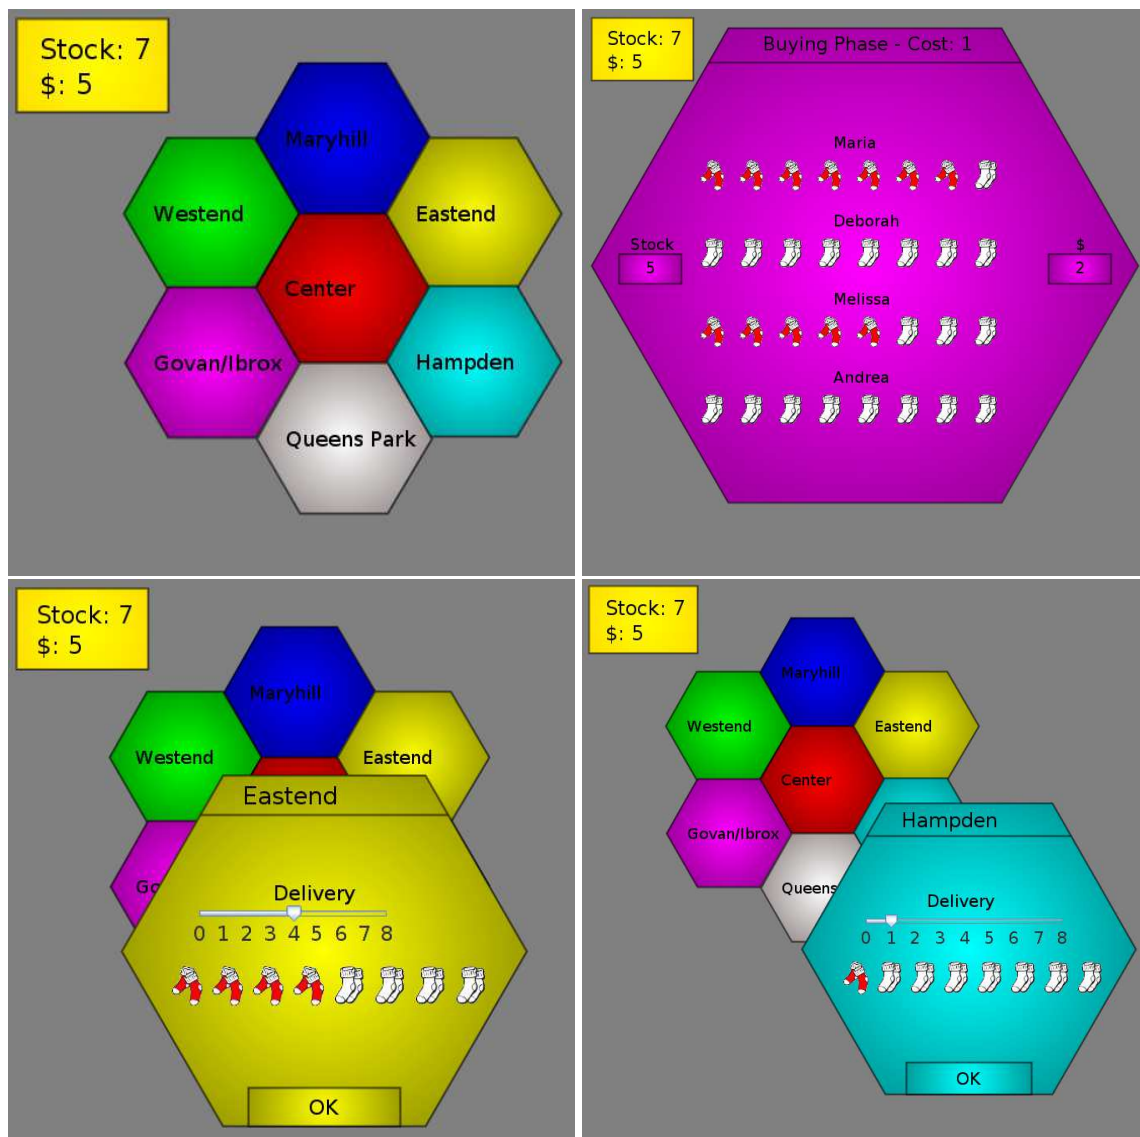 Stock: 7
$: 5
Maryhill
Westend
Eastend
Center
Govan/Ibrox
Hampden
Queens Park
Stock: 7
$: 5
Buying Phase - Cost: 1
Maria
Deborah
Stock
$
5
2
Melissa
Andrea
Stock: 7
$: 5
Maryhill
Westend
Eastend
Eastend
Go
Delivery
0 1 2 3 4 5 6 7 8
OK
Stock: 7
$: 5
Maryhill
Westend
Eastend
Center
Govan/Ibrox
Hampden
Queens
Delivery
0 1 2 3 4 5 6 7 8
OK